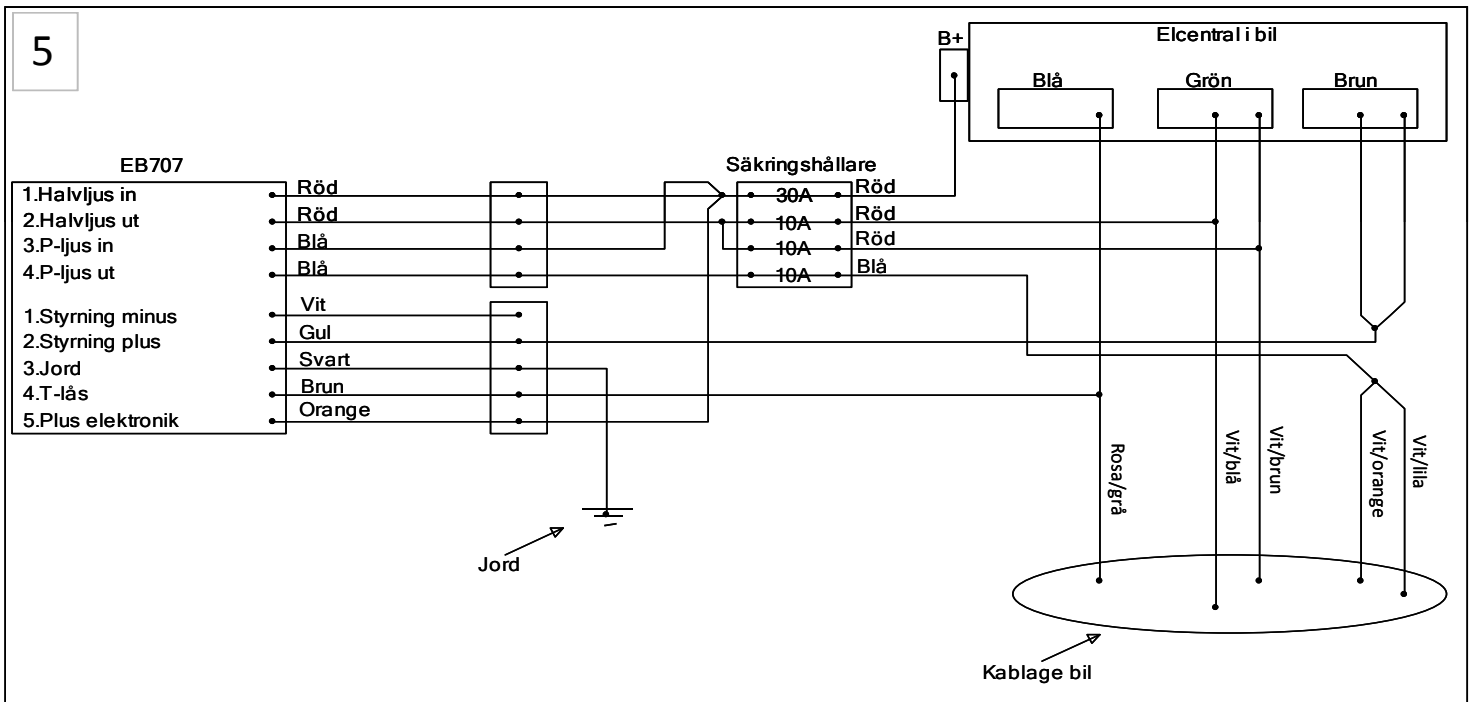 5
B+
Elcentral i bil
Blå
Grön
Brun
EB707
Säkringshållare
1.Halvljus in
Röd
30A
Röd
2.Halvljus ut
Röd
10A
Röd
3.P-ljus in
Blå
10A
Röd
4.P-ljus ut
Blå
10A
Blå
1.Styrning minus
Vit
2.Styrning plus
Gul
3.Jord
Svart
4.T-lås
Brun
5.Plus elektronik
Orange
Rosa/grå
Vit/blå
Vit/brun
Vit/orange
Vit/lila
Jord
Kablage bil